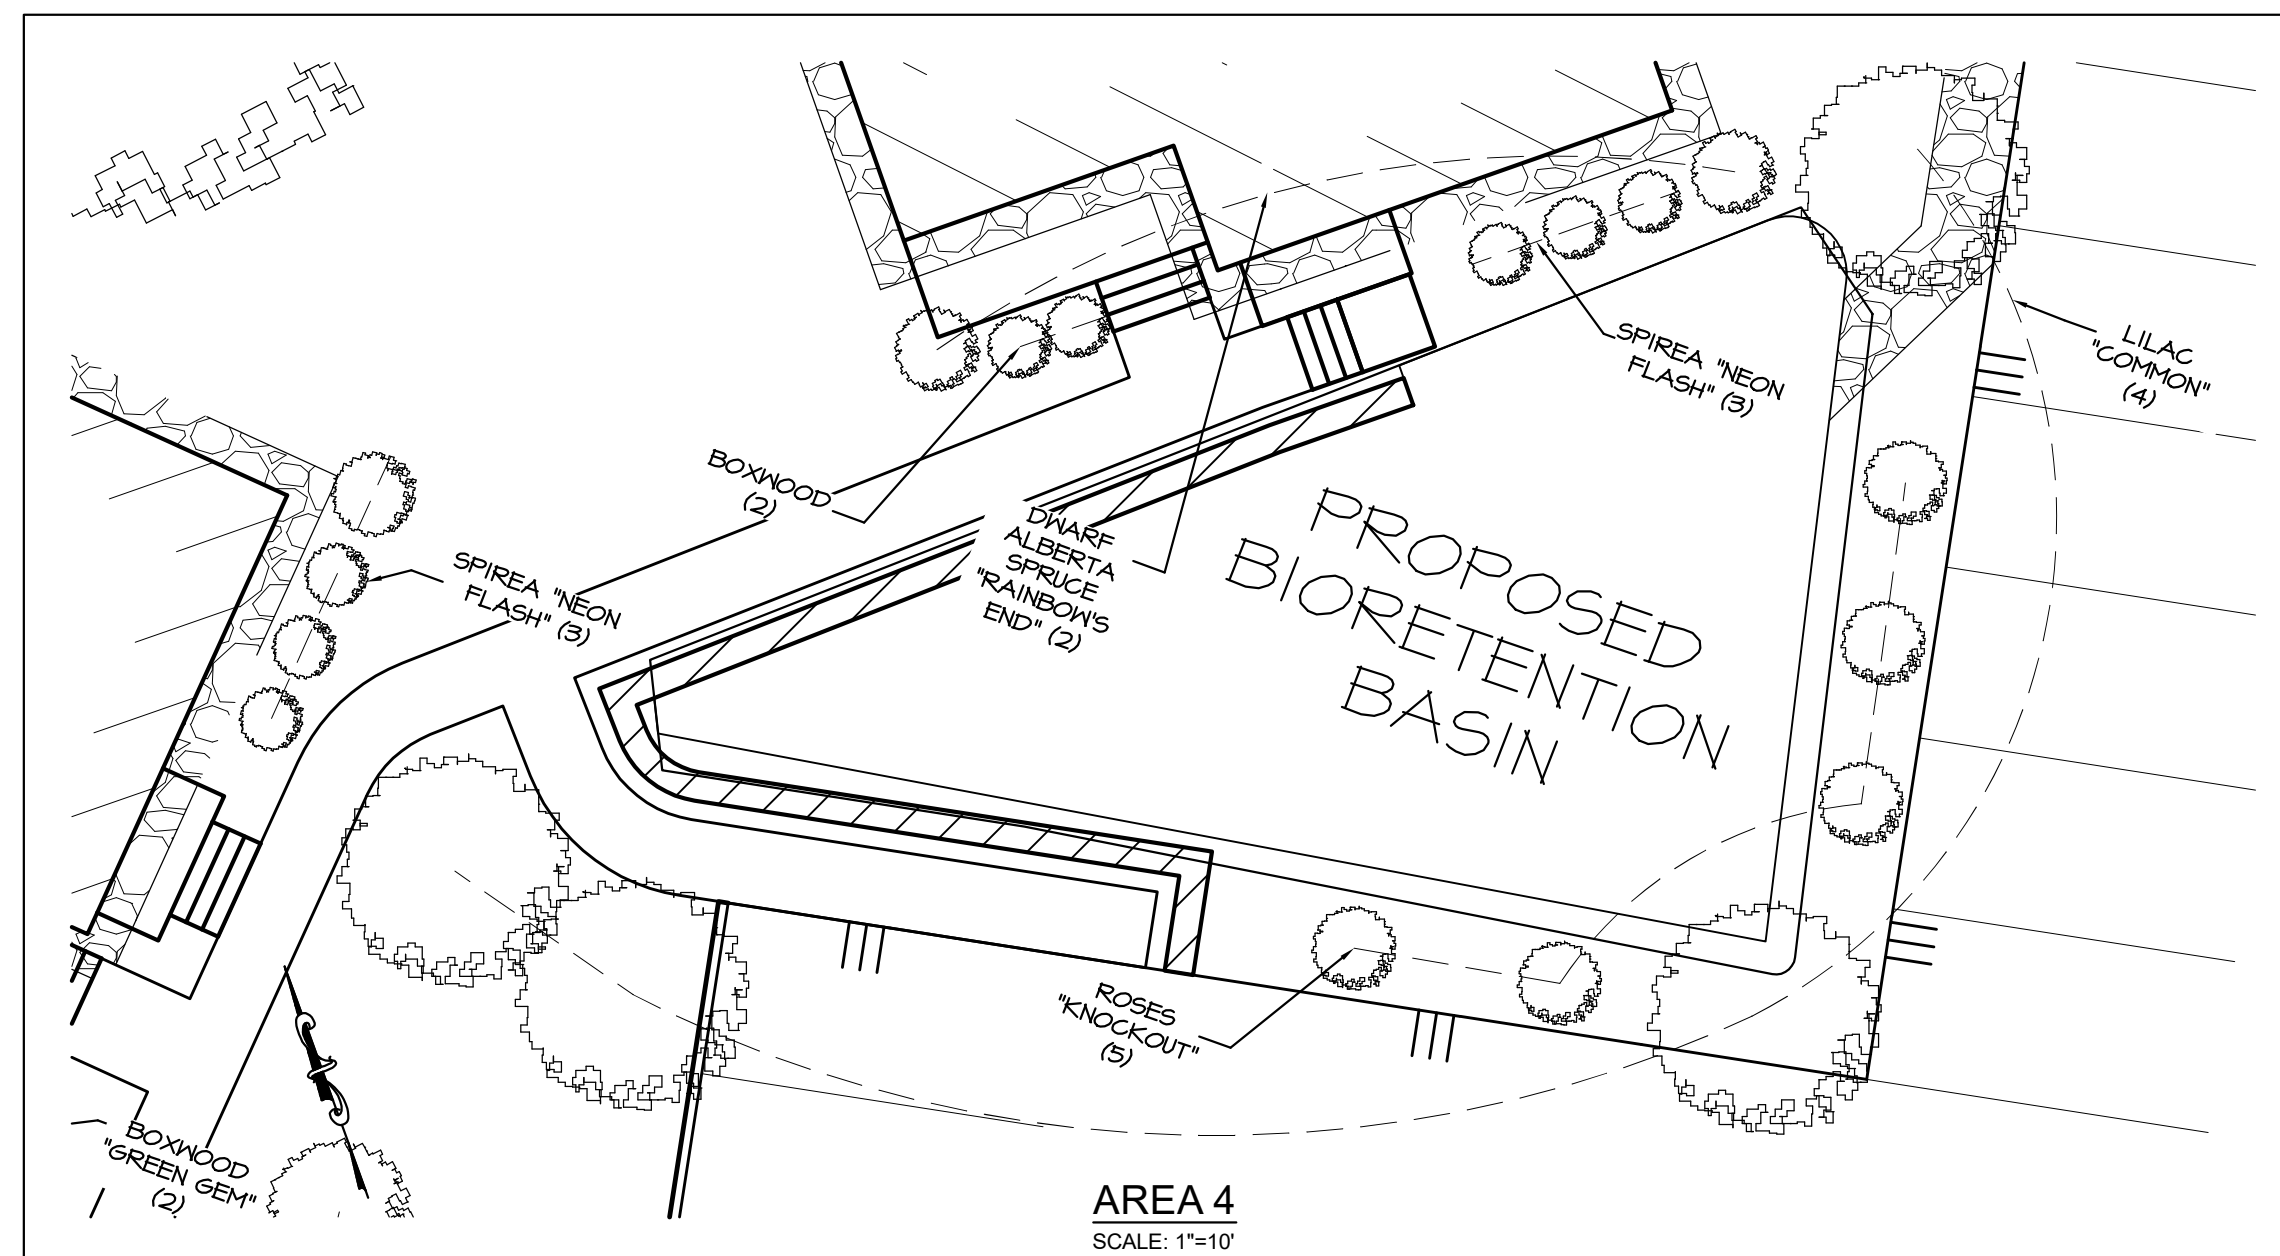 SPIREA "NEON
FLASH" (3)
LILAC
"COMMON"
(4)
BOXWOOD
(2)
DWARF
ALBERTA
SPRUCE
"RAINBOW'S
END" (2)
SPIREA "NEON
FLASH" (3)
PROPOSED
BIORETENTION
BASIN
ROSES
"KNOCKOUT"
(5)
BOXWOOD
"GREEN GEM"
(2)
AREA 4
SCALE: 1"=10'